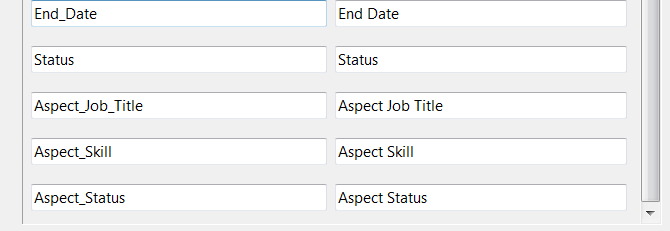 End_Date End Date
Status Status
Aspect_Job_Title Aspect Job Title
Aspect_Skill Aspect Skill
Aspect_Status Aspect Status